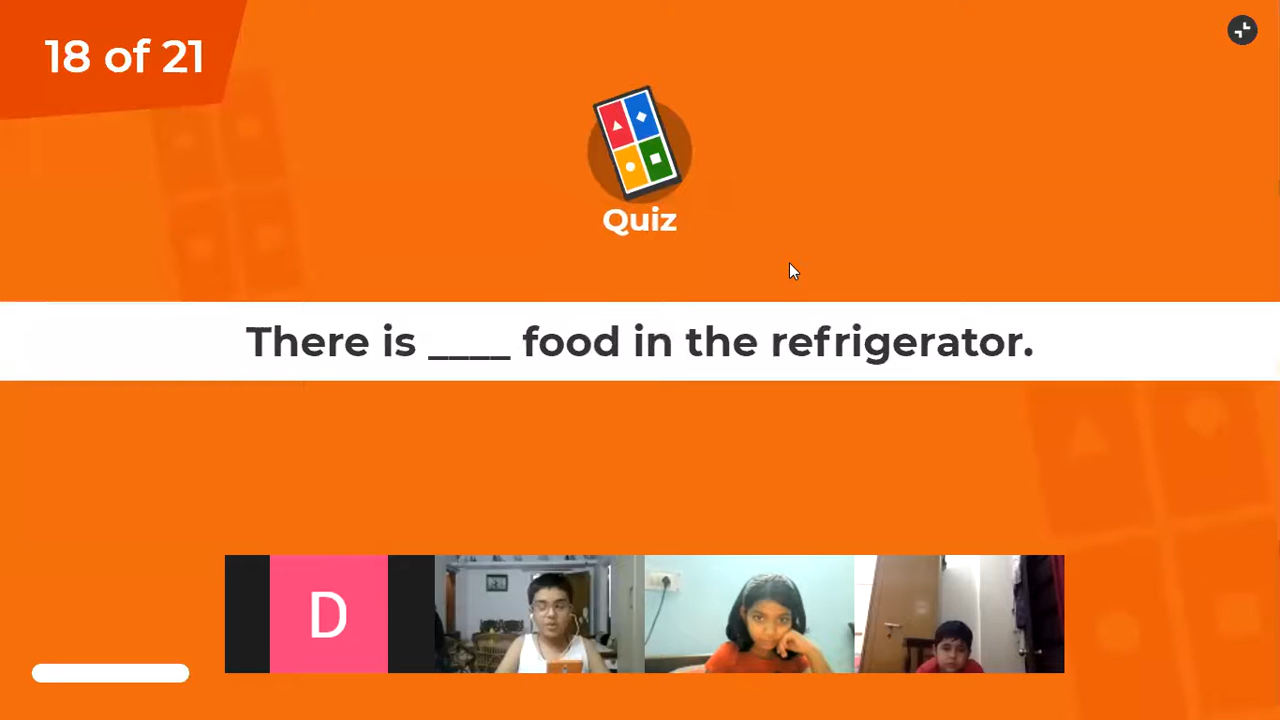 18 of 21
Quiz
There is ____ food in the refrigerator.
D